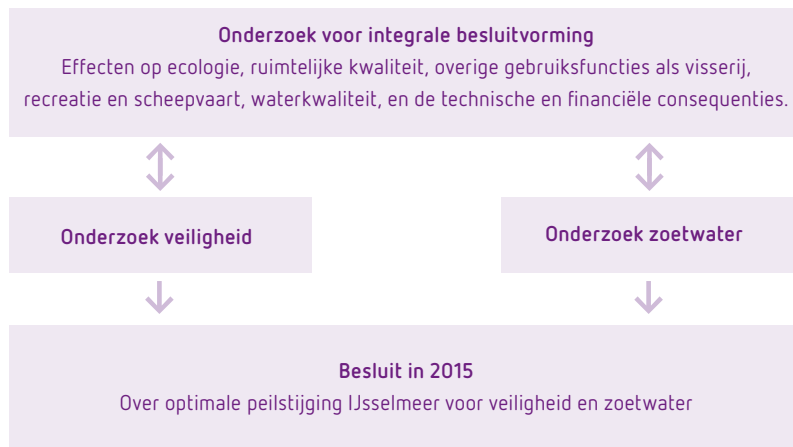 Onderzoek voor integrale besluitvorming
Effecten op ecologie, ruimtelijke kwaliteit, overige gebruiksfuncties als visserij,
recreatie en scheepvaart, waterkwaliteit, en de technische en financiële consequenties.
Onderzoek veiligheid
Onderzoek zoetwater
Besluit in 2015
Over optimale peilstijging IJsselmeer voor veiligheid en zoetwater